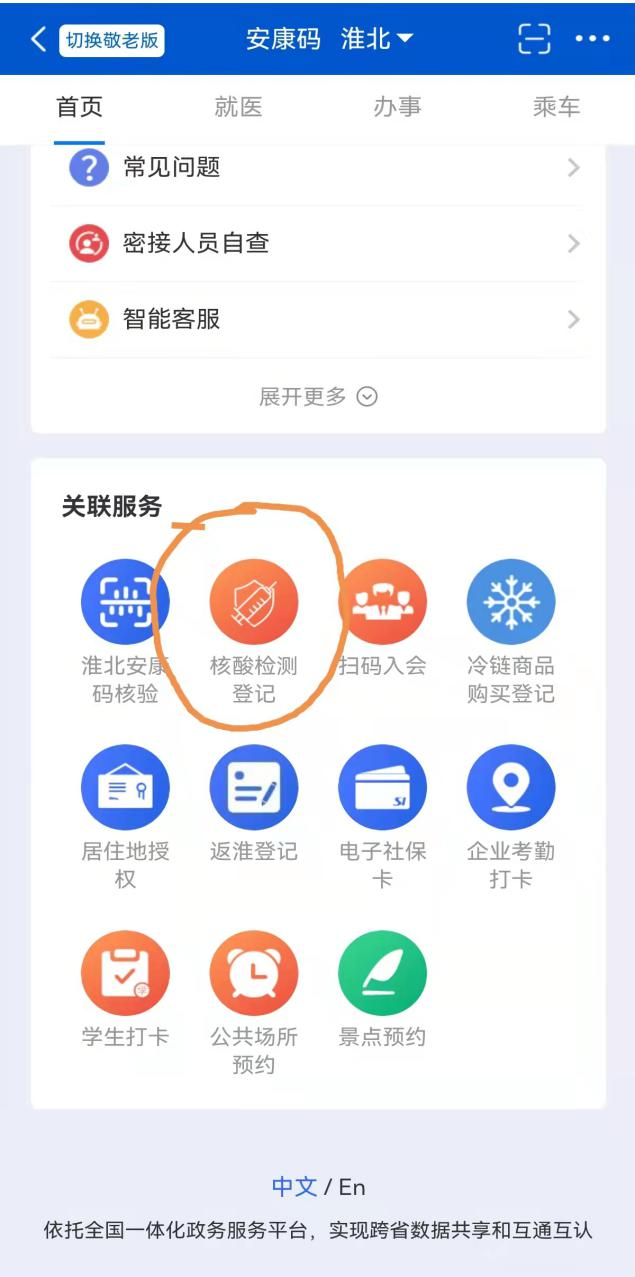 切换敬老版 安康码 淮北
首页 就医 办事 乘车
常见问题
密接人员自查
智能客服
展开更多
关联服务
淮北安康 核酸检测 扫码入会 冷链商品
码核验 登记 购买登记
居住地授 返淮登记 电子社保 企业考勤
权 卡 打卡
学生打卡 公共场所 景点预约
预约
中文 / En
依托全国一体化政务服务平台，实现跨省数据共享和互通互认